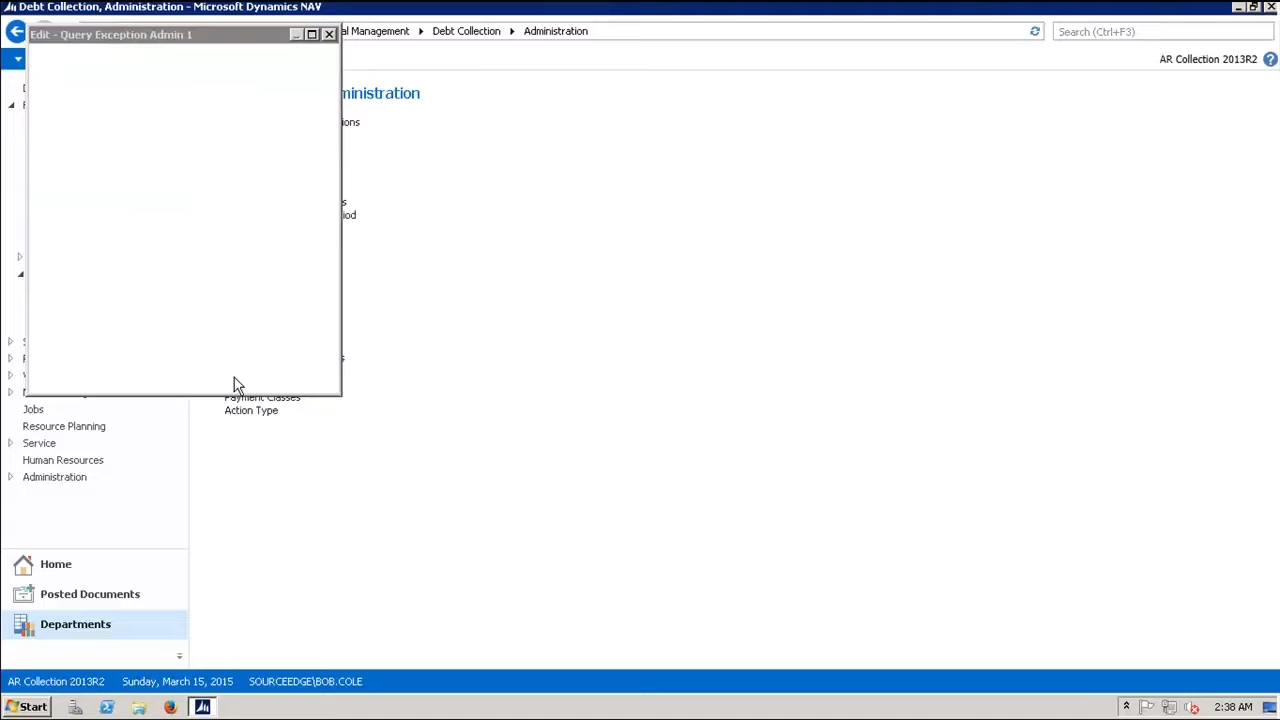 Debt Collection, Administration - Microsoft Dynamics NAV
Edit - Query Exception Admin 1
al Management
Debt Collection
Administration
Search (Ctrl+F3)
AR Collection 2013R2
ministration
ions
s
iod
s
Payment Classes
Action Type
Jobs
Resource Planning
Service
Human Resources
Administration
Home
Posted Documents
Departments
AR Collection 2013R2
Sunday, March 15, 2015
SOURCEEDGE\BOB.COLE
Start
2:38 AM